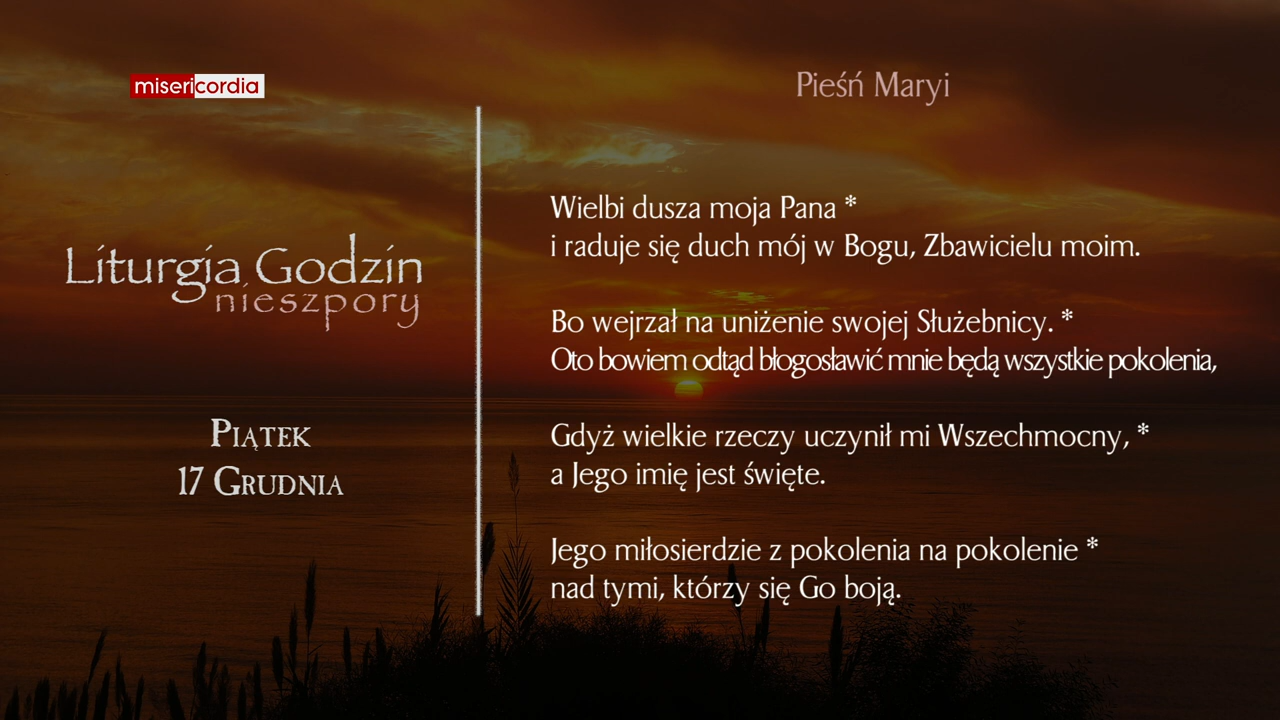 misericordia
Liturgia Godzin
nieszpory
Piątek
17 Grudnia
Pieśń Maryi
Wielbi dusza moja Pana *
i raduje się duch mój w Bogu, Zbawicielu moim.
Bo wejrzał na uniżenie swojej Służebnicy. *
Oto bowiem odtąd błogosławić mnie będą wszystkie pokolenia,
Gdyż wielkie rzeczy uczynił mi Wszechmocny, *
a Jego imię jest święte.
Jego miłosierdzie z pokolenia na pokolenie *
nad tymi, którzy się Go boją.